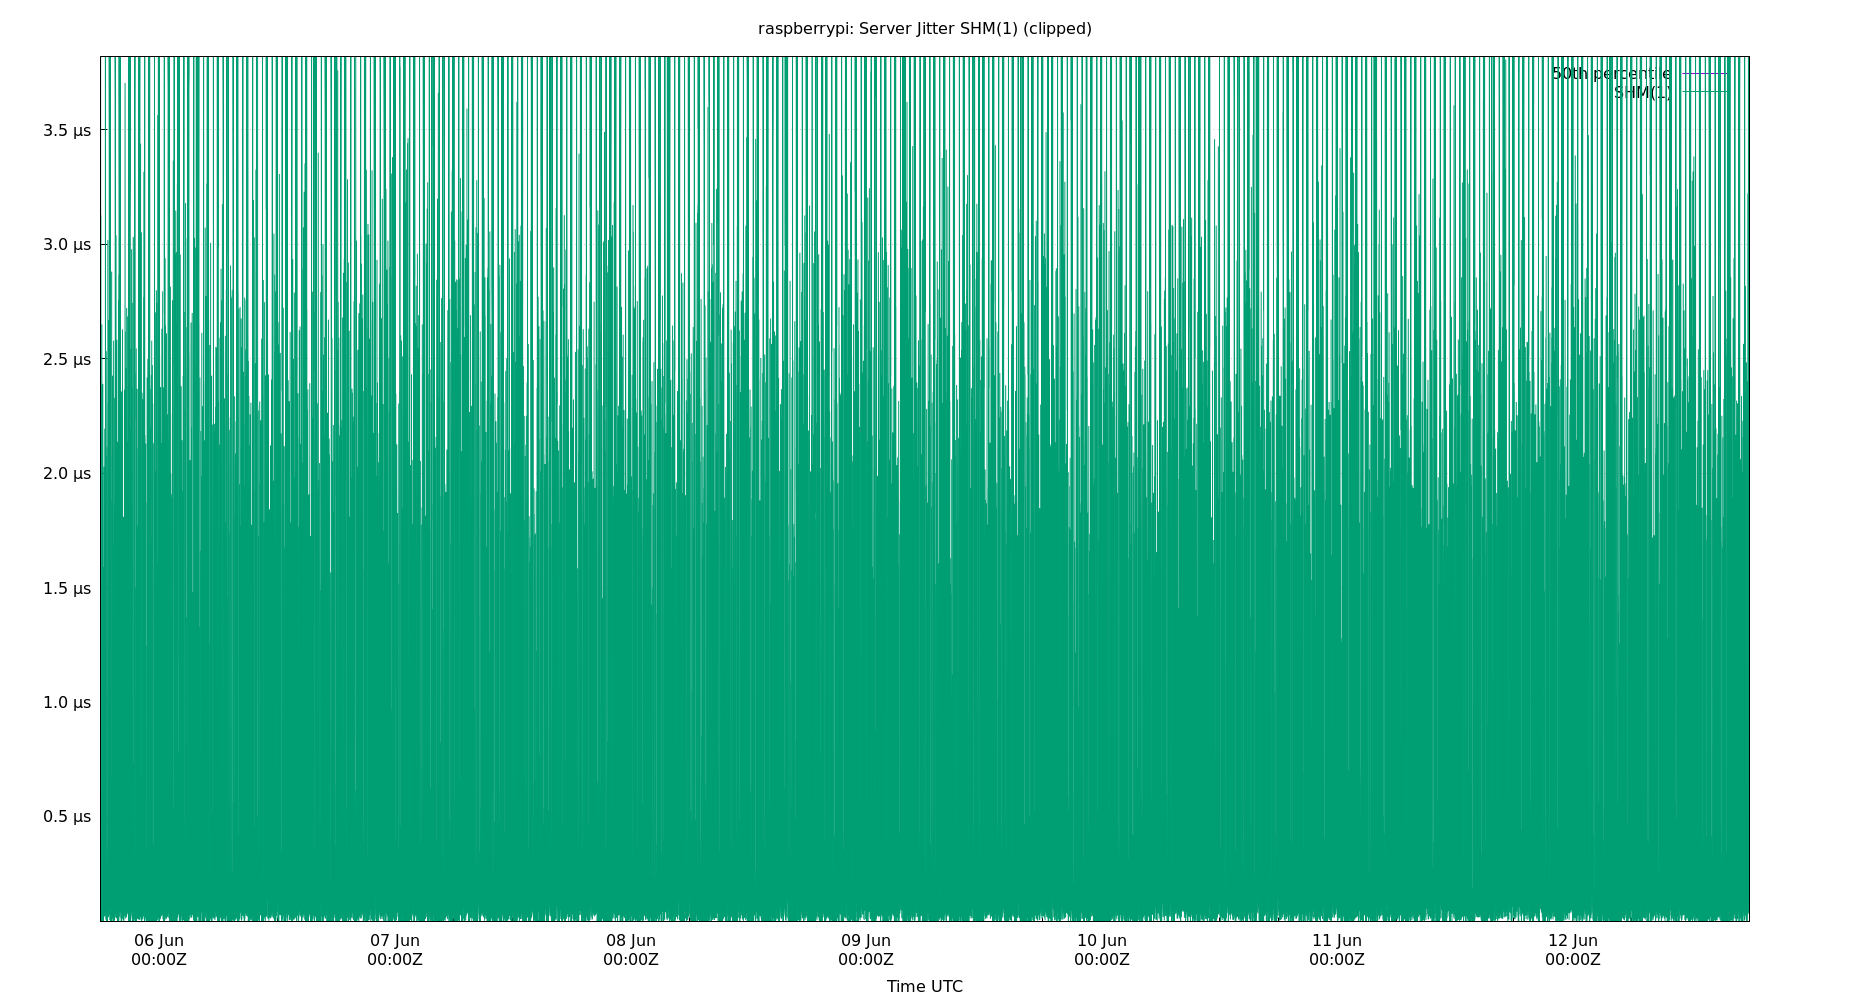 raspberrypi: Server Jitter SHM(1) (clipped)
50th percentile
SHM(1)
3.5 µs
3.0 µs
2.5 µs
2.0 µs
1.5 µs
1.0 µs
0.5 µs
06 Jun 07 Jun 08 Jun 09 Jun 10 Jun 11 Jun 12 Jun
00:00Z 00:00Z 00:00Z 00:00Z 00:00Z 00:00Z 00:00Z
Time UTC